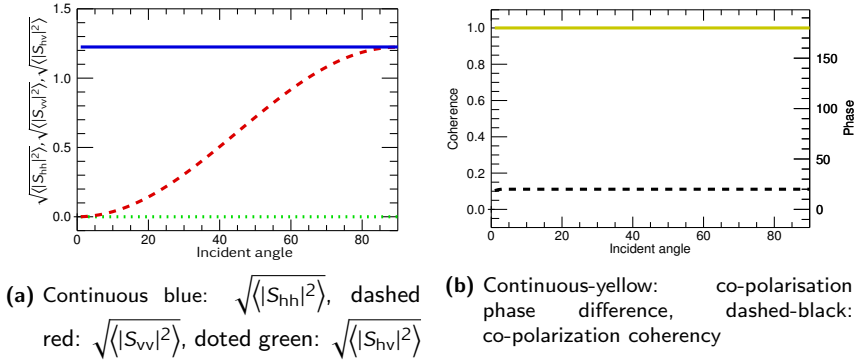 √⟨|S_hh|²⟩, √⟨|S_vv|²⟩, √⟨|S_hv|²⟩
1.5
1.0
0.5
0.0
0 20 40 60 80
Incident angle
(a) Continuous blue: √⟨|S_hh|²⟩, dashed
red: √⟨|S_vv|²⟩, doted green: √⟨|S_hv|²⟩
Coherence
1.0
0.8
0.6
0.4
0.2
0.0
0 20 40 60 80
Incident angle
150
100
50
0
Phase
(b) Continuous-yellow: co-polarisation
phase difference, dashed-black:
co-polarization coherency